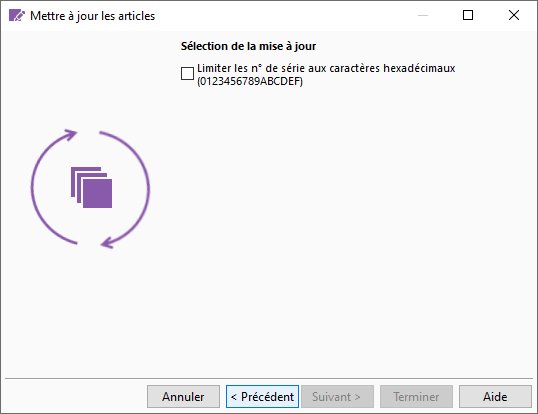 Mettre à jour les articles
Sélection de la mise à jour
Limiter les n° de série aux caractères hexadécimaux
(0123456789ABCDEF)
Annuler
< Précédent
Suivant >
Terminer
Aide